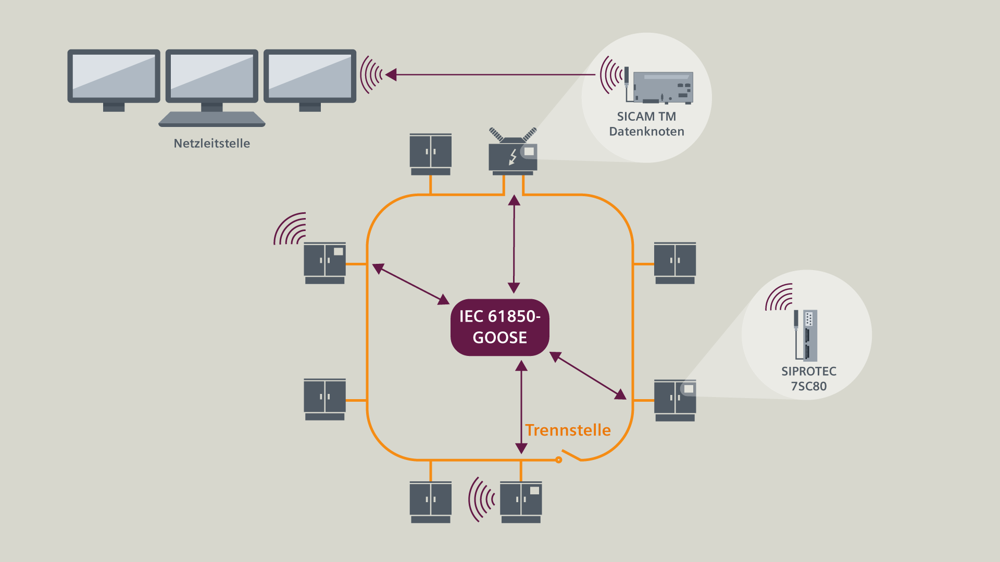 Netzleitstelle
SICAM TM
Datenknoten
IEC 61850-
GOOSE
SIPROTEC
7SC80
Trennstelle